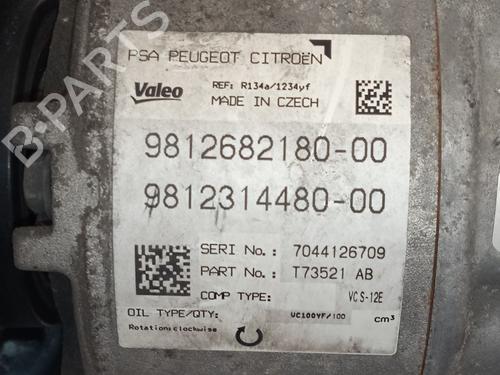 PSA PEUGEOT CITROËN
Valeo
REF: R134a/1234yf
MADE IN CZECH
9812682180-00
9812314480-00
SERI No.: 7044126709
PART No.: T73521 AB
COMP TYPE: VCS-12E
OIL TYPE/QTY: VC100YF/100 cm³
Rotation:clockwise